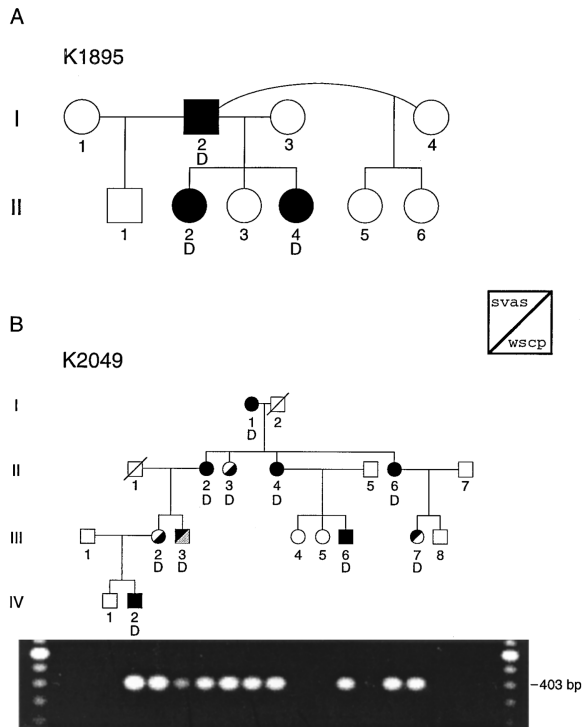 A
K1895
I
1 2 3 4
D
II
1 2 3 4 5 6
D D
svas
wscp
B
K2049
I
1 2
D
II
1 2 3 4 5 6 7
D D D D
III
1 2 3 4 5 6 7 8
D D D D
IV
1 2
D
–403 bp